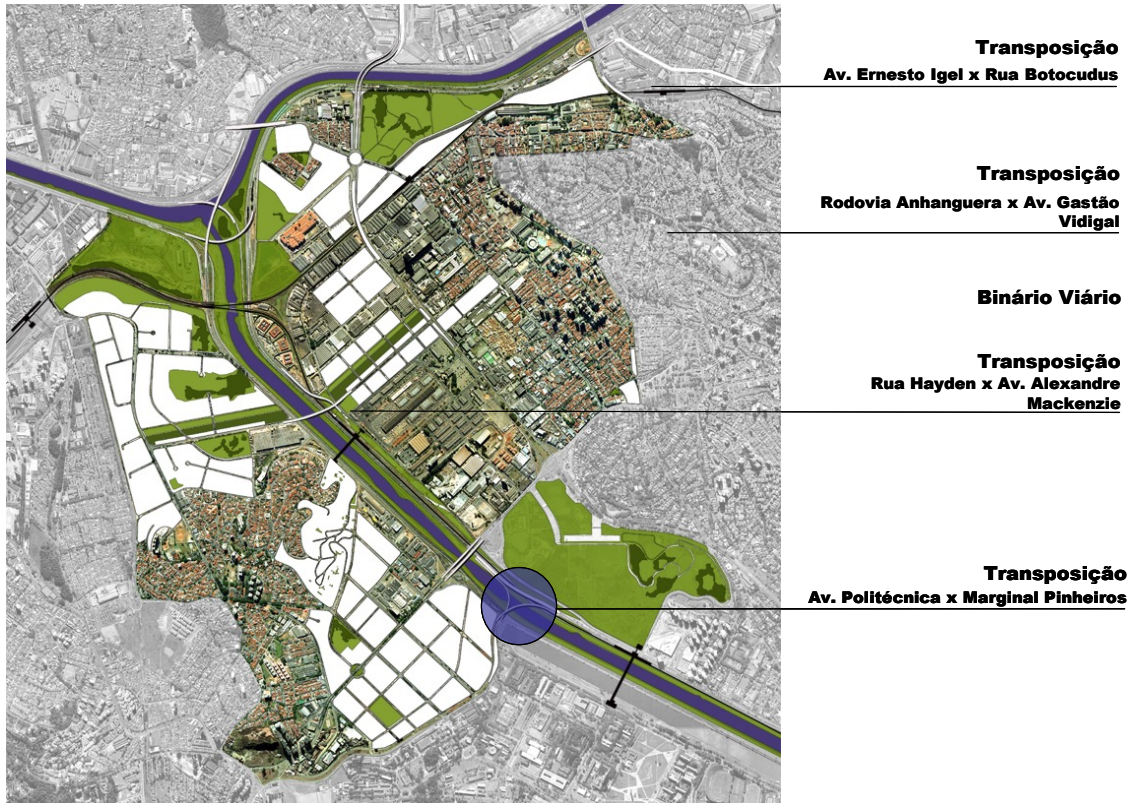 Transposição
Av. Ernesto Igel x Rua Botocudus
Transposição
Rodovia Anhanguera x Av. Gastão
Vidigal
Binário Viário
Transposição
Rua Hayden x Av. Alexandre
Mackenzie
Transposição
Av. Politécnica x Marginal Pinheiros